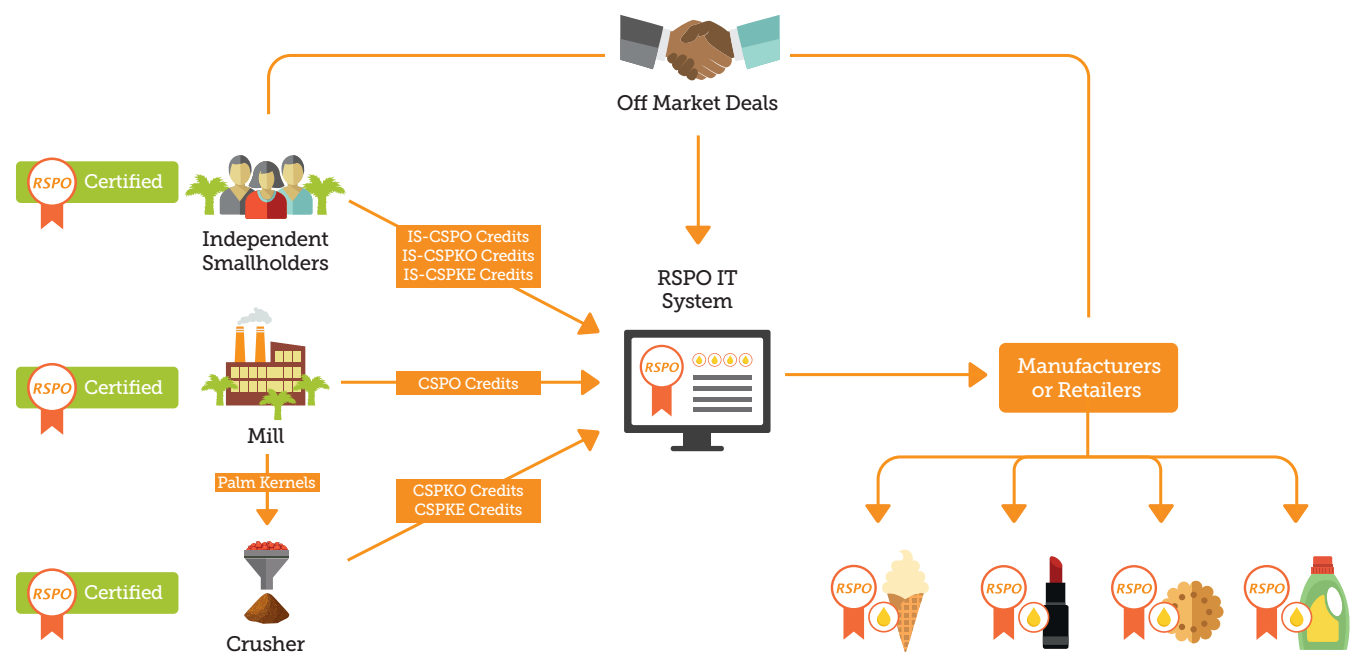 Off Market Deals
RSPO Certified
Independent
Smallholders
IS-CSPO Credits
IS-CSPKO Credits
IS-CSPKE Credits
RSPO IT
System
RSPO
RSPO Certified
Mill
CSPO Credits
Manufacturers
or Retailers
Palm Kernels
CSPKO Credits
CSPKE Credits
RSPO Certified
Crusher
RSPO
RSPO
RSPO
RSPO